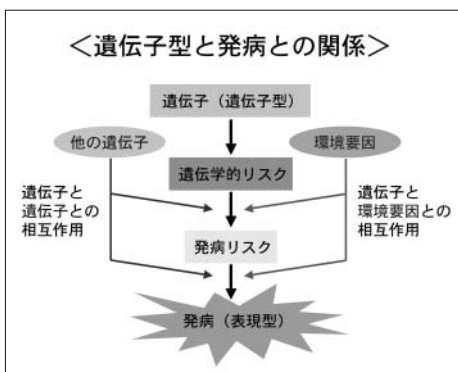 ＜遺伝子型と発病との関係＞
遺伝子（遺伝子型）
他の遺伝子
環境要因
遺伝学的リスク
遺伝子と
遺伝子との
相互作用
遺伝子と
環境要因との
相互作用
発病リスク
発病（表現型）